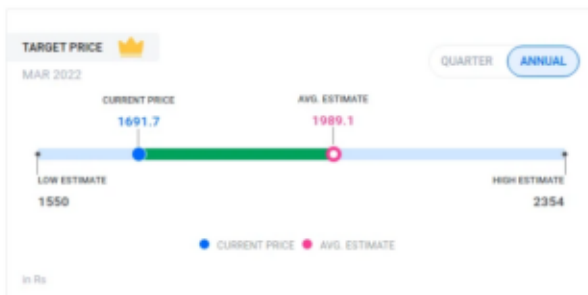 TARGET PRICE
QUARTER ANNUAL
MAR 2022
CURRENT PRICE AVG. ESTIMATE
1691.7 1989.1
LOW ESTIMATE HIGH ESTIMATE
1550 2354
CURRENT PRICE AVG. ESTIMATE
in Rs